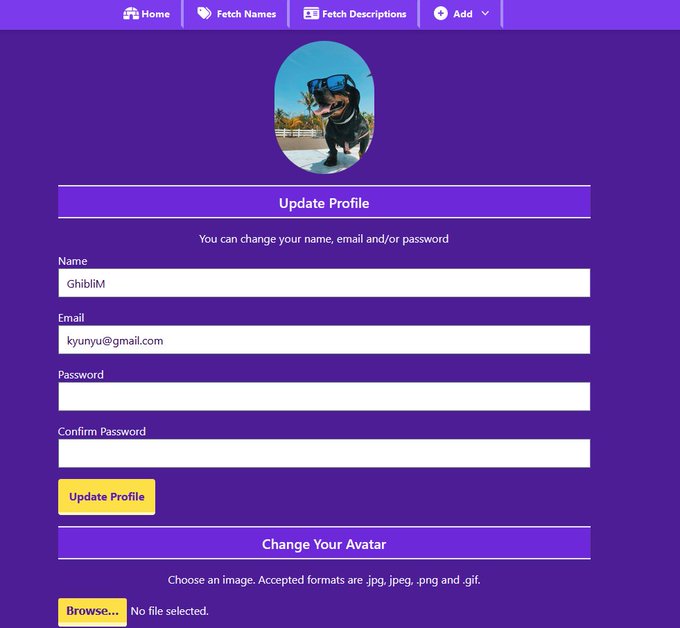 Home Fetch Names Fetch Descriptions Add
Update Profile
You can change your name, email and/or password
Name
GhibliM
Email
kyunyu@gmail.com
Password
Confirm Password
Update Profile
Change Your Avatar
Choose an image. Accepted formats are .jpg, jpeg, .png and .gif.
Browse... No file selected.